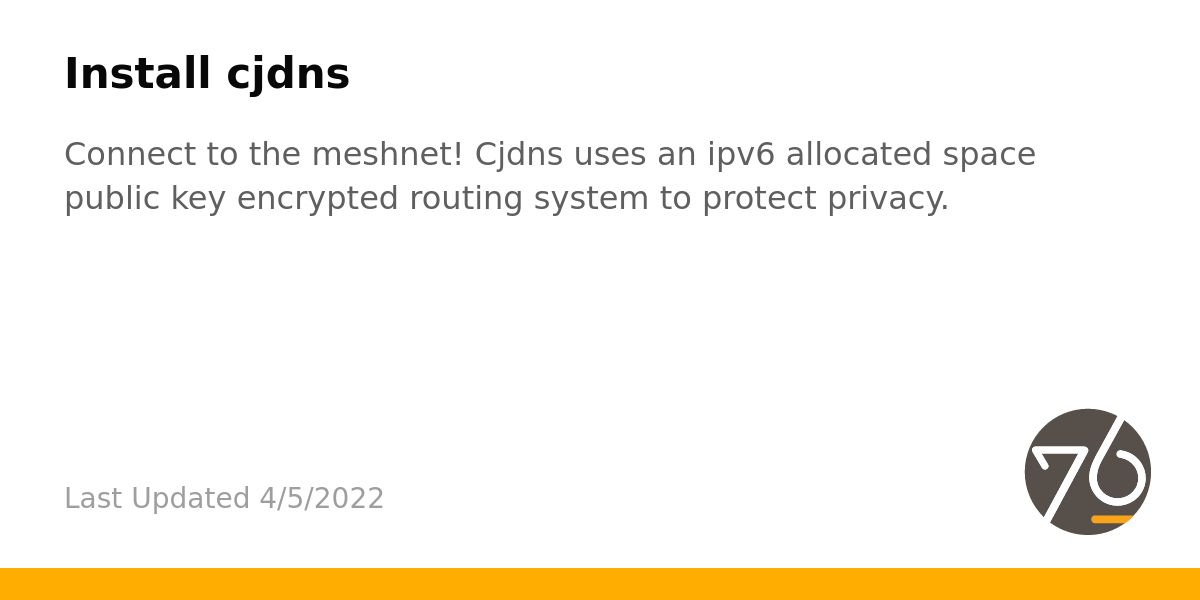 Install cjdns
Connect to the meshnet! Cjdns uses an ipv6 allocated space
public key encrypted routing system to protect privacy.
Last Updated 4/5/2022
76